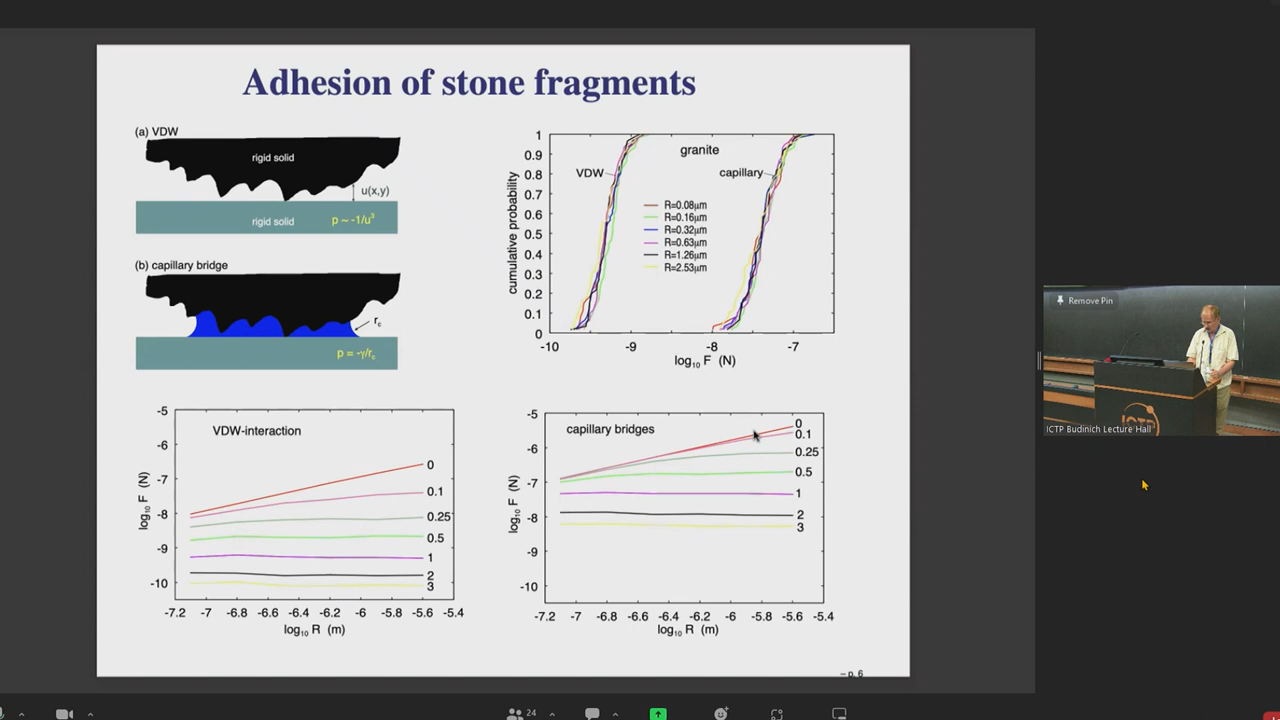 Adhesion of stone fragments
(a) VDW
rigid solid
u(x,y)
rigid solid
p ~ -1/u³
(b) capillary bridge
r_c
p = -γ/r_c
granite
VDW
capillary
R=0.08μm
R=0.16μm
R=0.32μm
R=0.63μm
R=1.26μm
R=2.53μm
cumulative probability
1
0.9
0.8
0.7
0.6
0.5
0.4
0.3
0.2
0.1
0
-10 -9 -8 -7
log₁₀ F (N)
VDW-interaction
log₁₀ F (N)
-5
-6
-7
-8
-9
-10
0
0.1
0.25
0.5
1
2
3
-7.2 -7 -6.8 -6.6 -6.4 -6.2 -6 -5.8 -5.6 -5.4
log₁₀ R (m)
capillary bridges
log₁₀ F (N)
-5
-6
-7
-8
-9
-10
0
0.1
0.25
0.5
1
2
3
-7.2 -7 -6.8 -6.6 -6.4 -6.2 -6 -5.8 -5.6 -5.4
log₁₀ R (m)
– p. 6
Remove Pin
ICTP
ICTP Budinich Lecture Hall
24